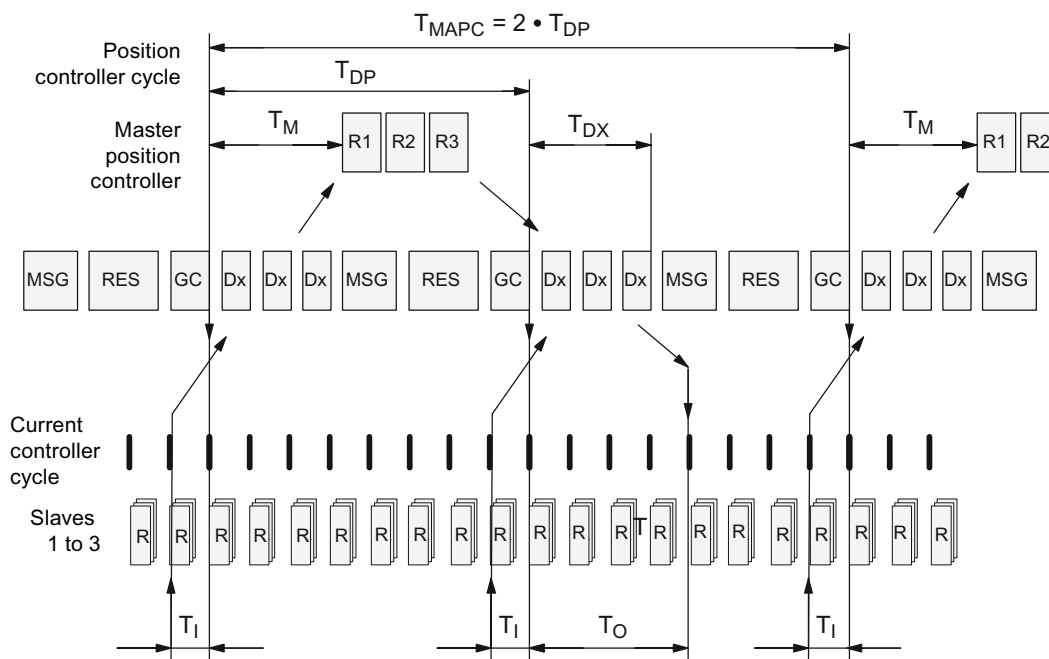 T_MAPC = 2 • T_DP
Position
controller cycle
T_DP
Master
position
controller
T_M
R1 R2 R3
T_DX
T_M
R1 R2
MSG RES GC Dx Dx Dx MSG RES GC Dx Dx Dx MSG RES GC Dx Dx Dx MSG
Current
controller
cycle
Slaves
1 to 3
R R R R R R R R R R R R R T R R R R R R R R
T_I T_I T_O T_I